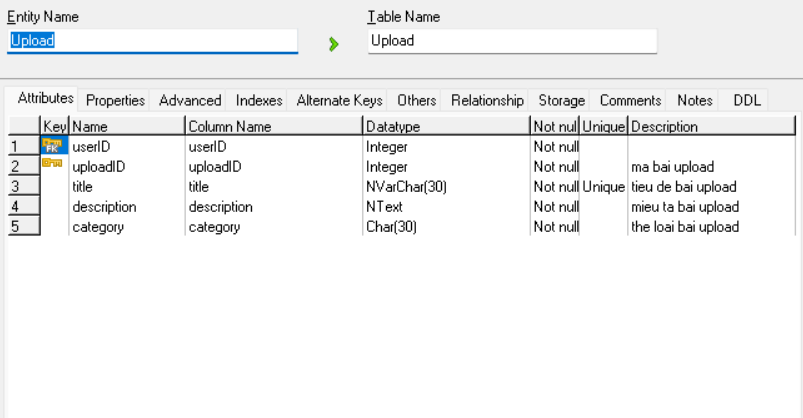 Entity Name Table Name
Upload Upload
Attributes Properties Advanced Indexes Alternate Keys Others Relationship Storage Comments Notes DDL
Key Name Column Name Datatype Not nul Unique Description
1 FK userID userID Integer Not null
2 uploadID uploadID Integer Not null ma bai upload
3 title title NVarChar(30) Not null Unique tieu de bai upload
4 description description NText Not null mieu ta bai upload
5 category category Char(30) Not null the loai bai upload